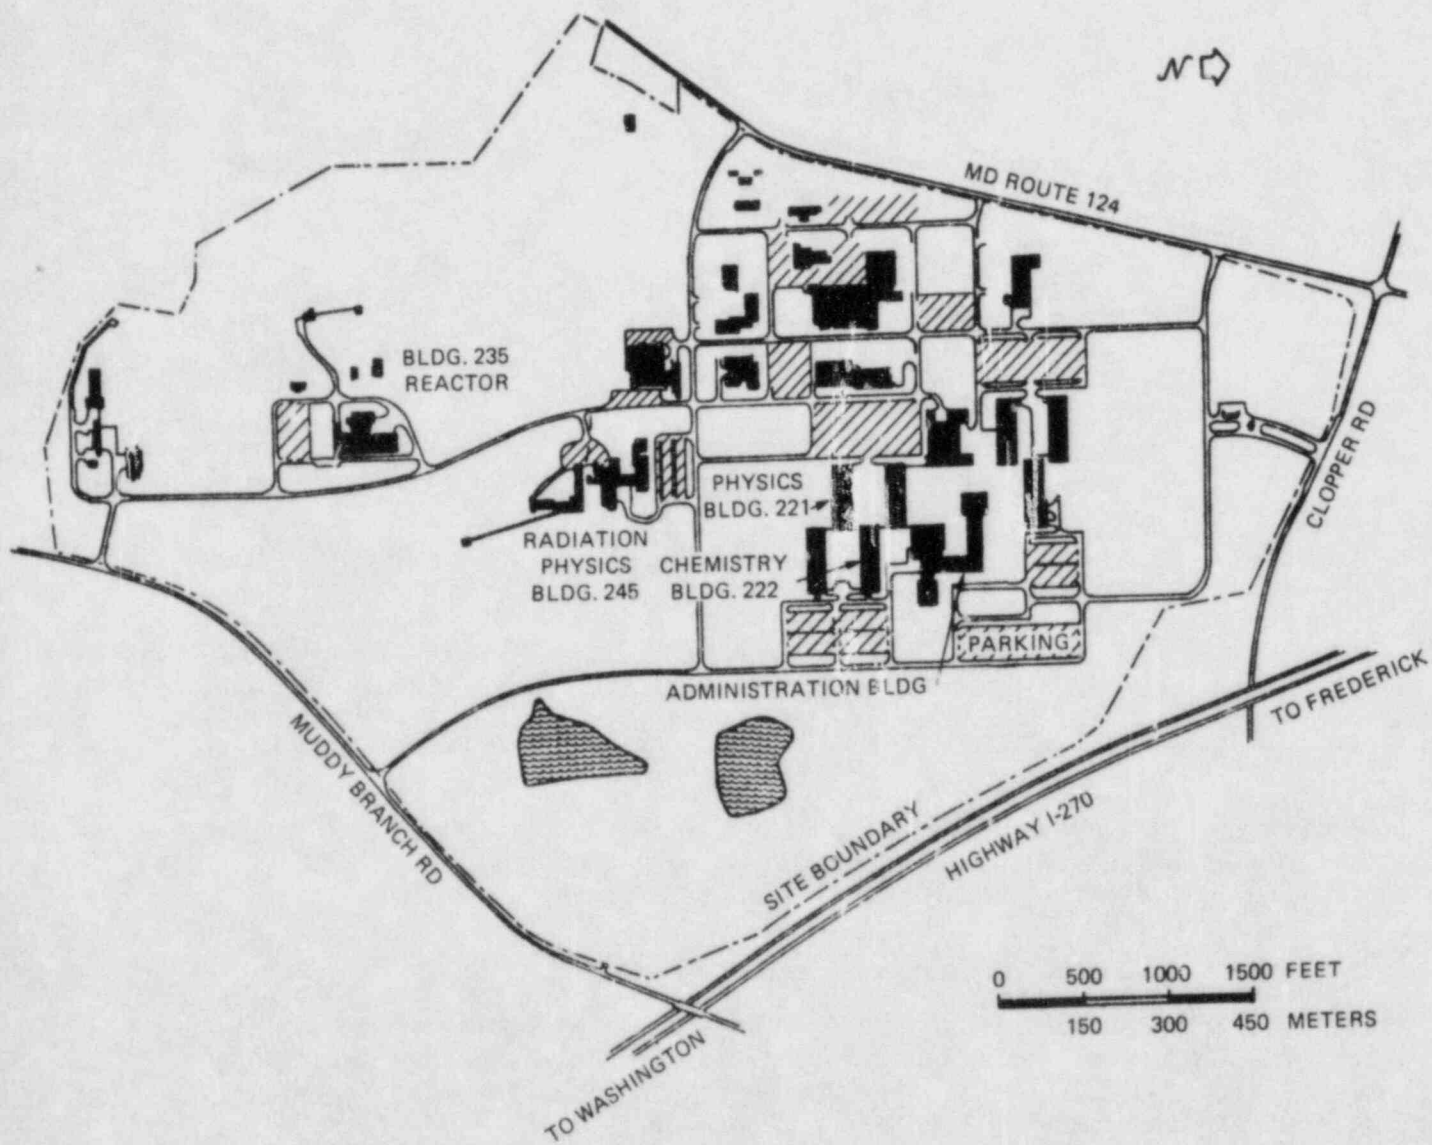 N
MD ROUTE 124
BLDG. 235
REACTOR
CLOPPER RD
PHYSICS
BLDG. 221
RADIATION
PHYSICS
BLDG. 245
CHEMISTRY
BLDG. 222
PARKING
ADMINISTRATION BLDG
TO FREDERICK
MUDDY BRANCH RD
SITE BOUNDARY
HIGHWAY I-270
0 500 1000 1500 FEET
150 300 450 METERS
TO WASHINGTON